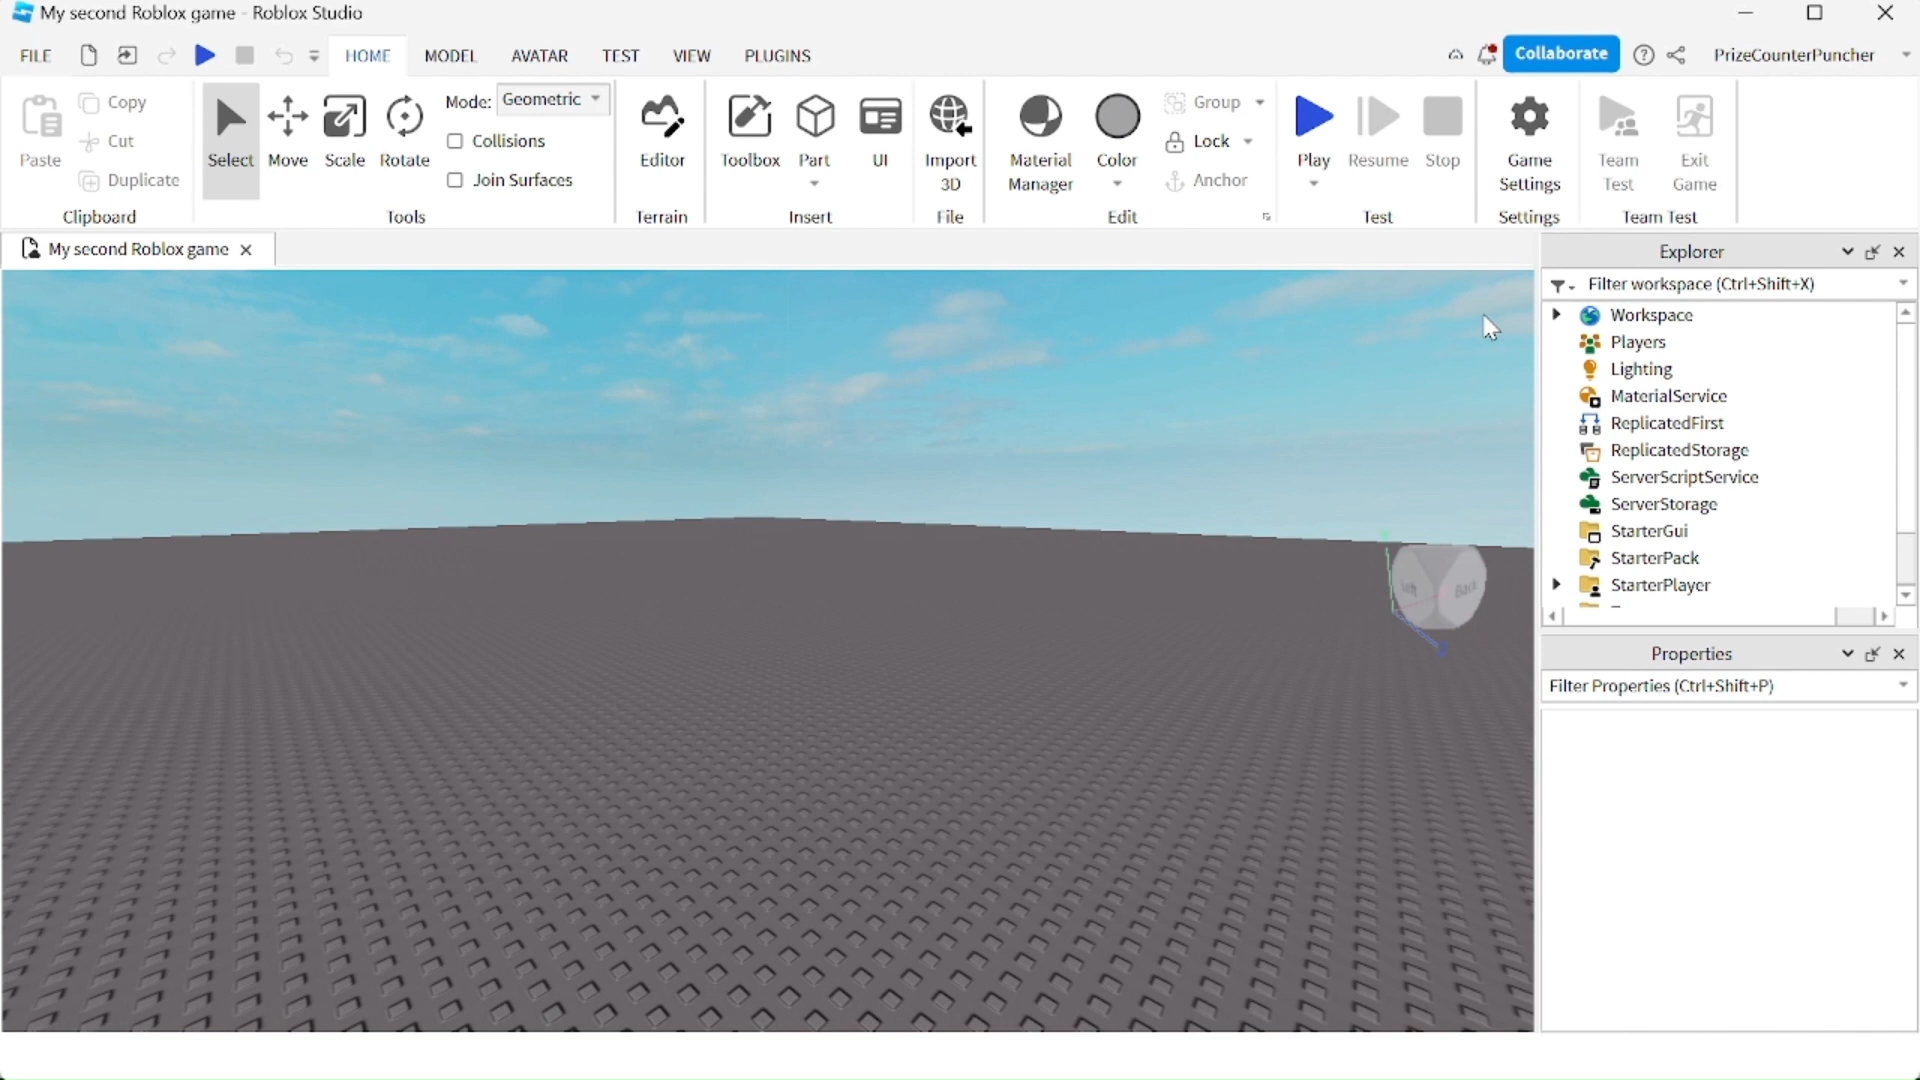 My second Roblox game - Roblox Studio
FILE HOME MODEL AVATAR TEST VIEW PLUGINS Collaborate PrizeCounterPuncher
Paste
Copy
Cut
Duplicate
Clipboard
Select Move Scale Rotate
Mode: Geometric
Collisions
Join Surfaces
Tools
Editor
Terrain
Toolbox Part UI
Insert
Import
3D
File
Material
Manager
Color
Group
Lock
Anchor
Edit
Play Resume Stop
Test
Game
Settings
Settings
Team
Test
Exit
Game
Team Test
My second Roblox game
Left Back
Explorer
Filter workspace (Ctrl+Shift+X)
Workspace
Players
Lighting
MaterialService
ReplicatedFirst
ReplicatedStorage
ServerScriptService
ServerStorage
StarterGui
StarterPack
StarterPlayer
Properties
Filter Properties (Ctrl+Shift+P)